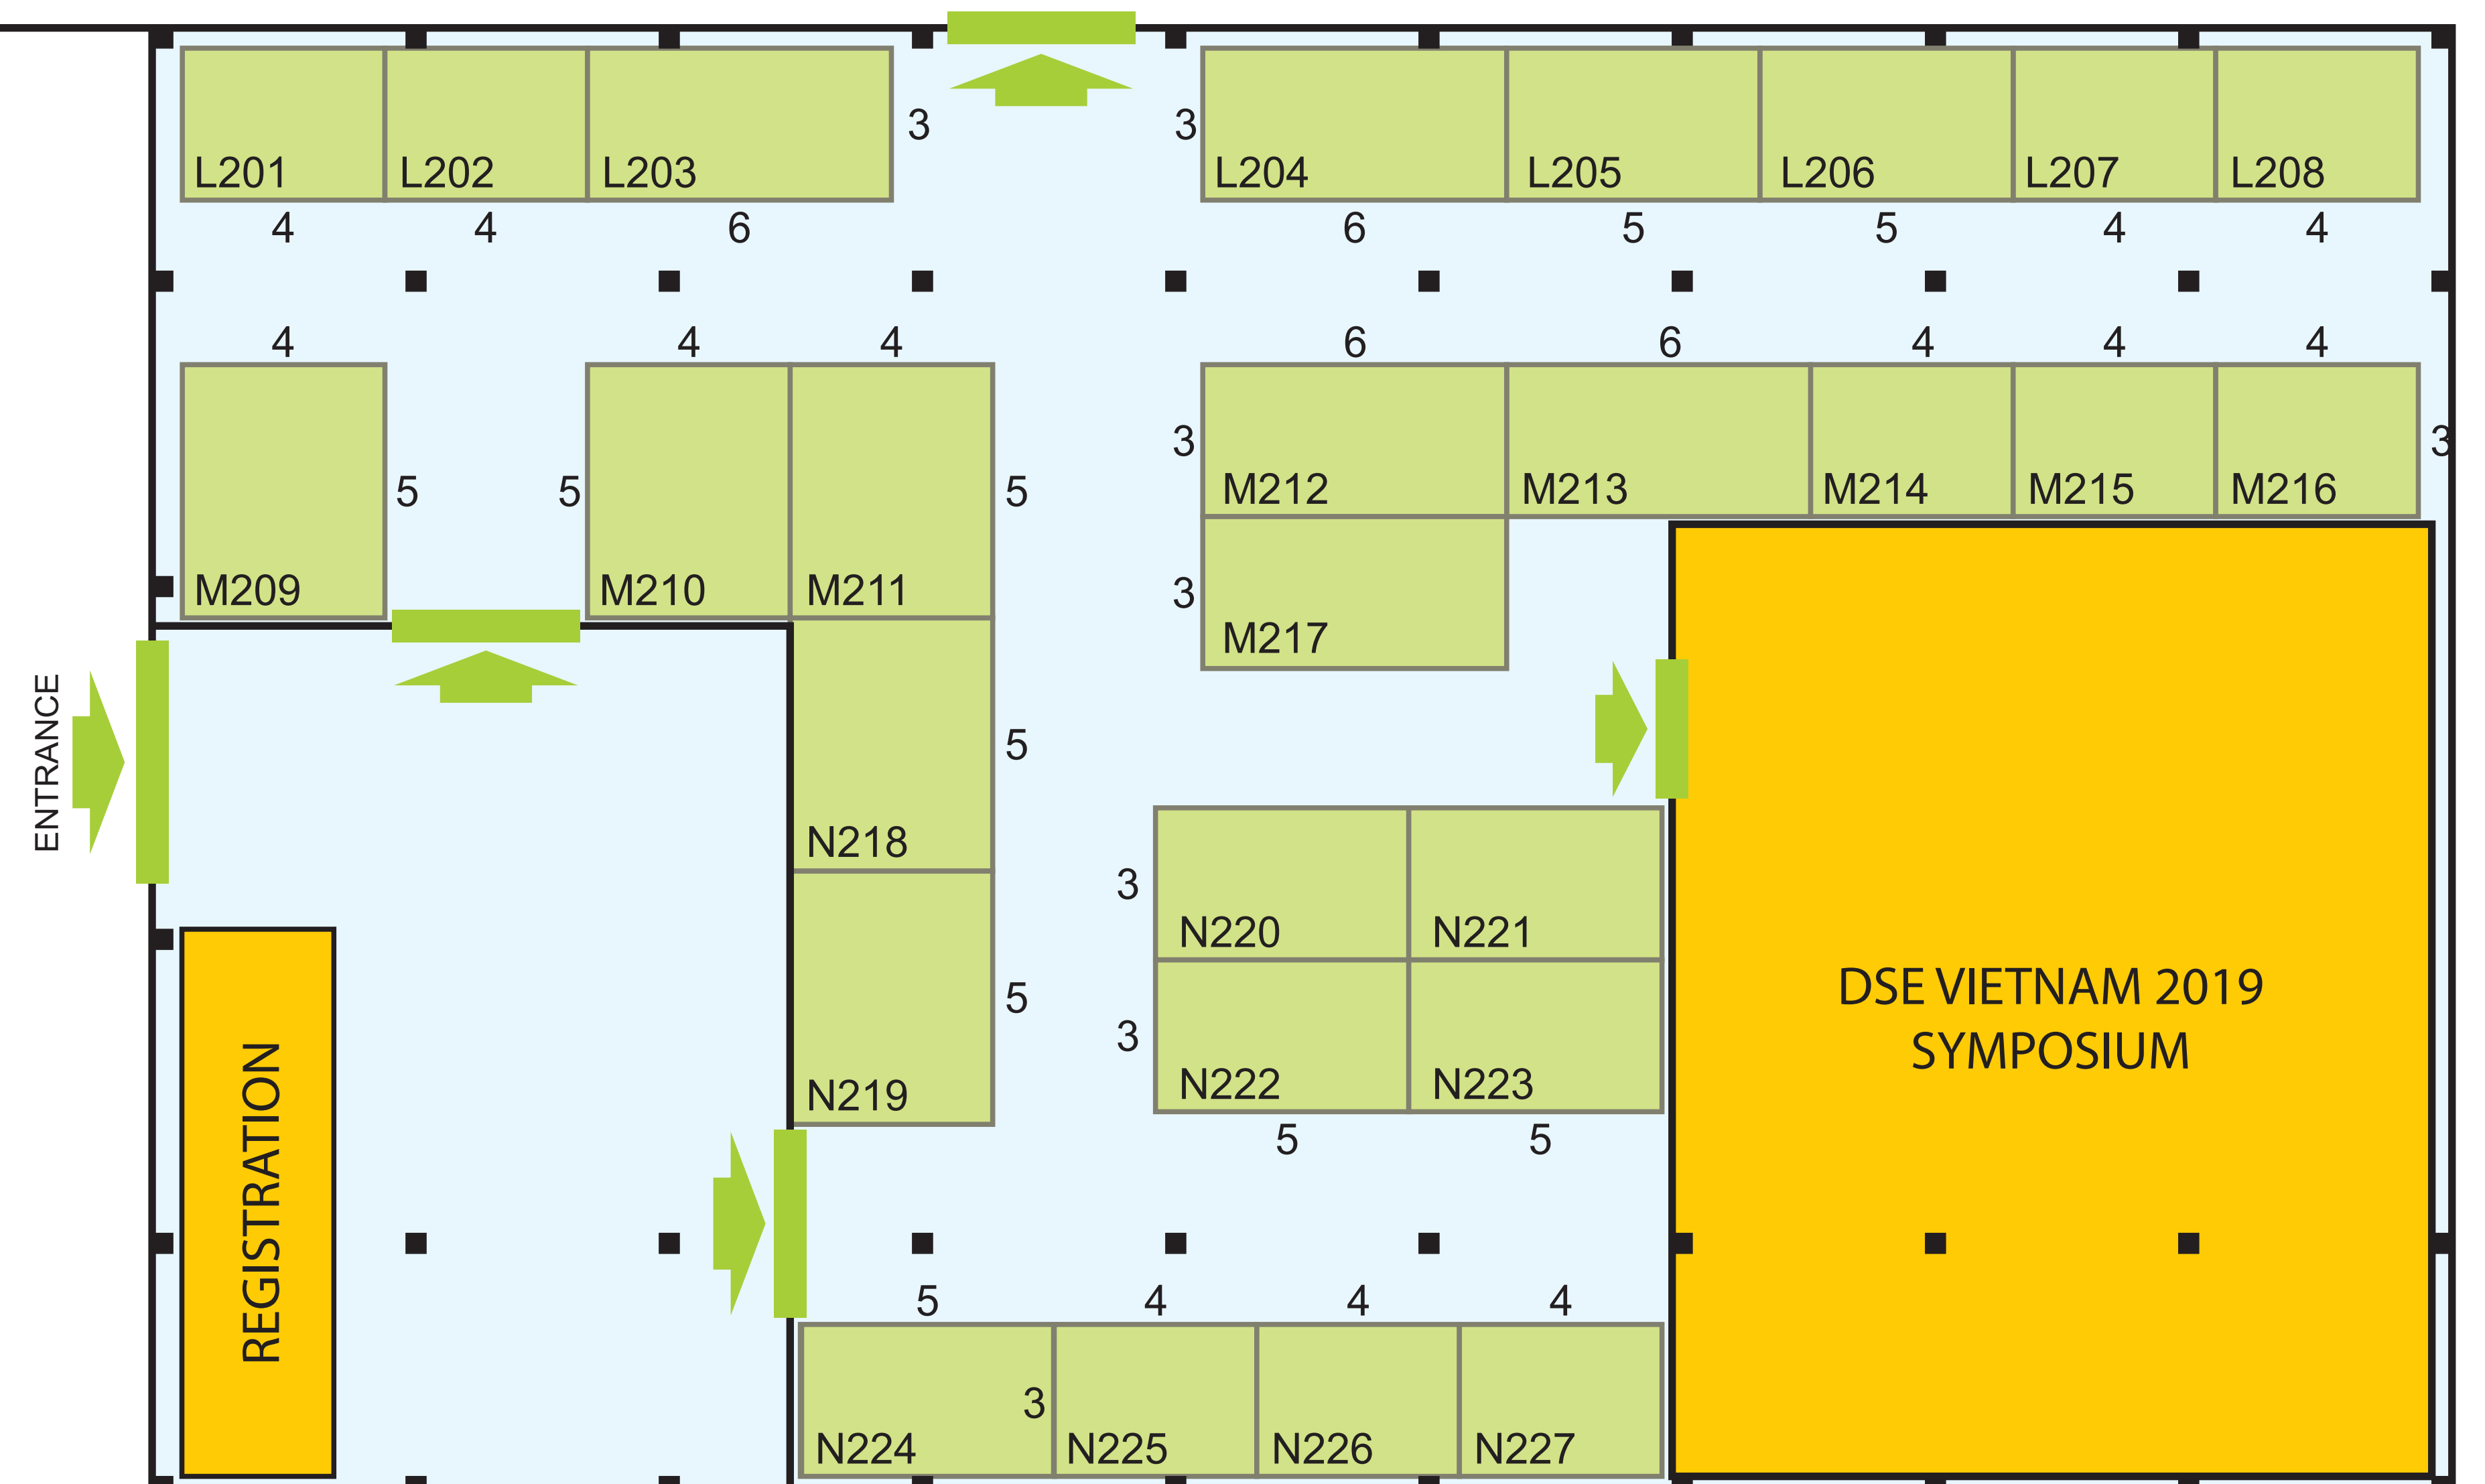 L201 L202 L203 3 3 L204 L205 L206 L207 L208
4 4 6 6 5 5 4 4
4 4 4 6 6 4 4 4
M209 5 5 M210 M211 5 3 M212 M213 M214 M215 M216 3
3 M217
ENTRANCE
N218 5
N219 5
3 N220 N221
3 N222 N223
5 5
DSE VIETNAM 2019
SYMPOSIUM
REGISTRATION
5 4 4 4
N224 3 N225 N226 N227